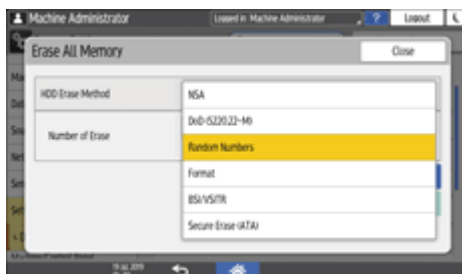 Machine Administrator
Logged in Machine Administrator
?
Logout
Erase All Memory
Close
HDD Erase Method
NSA
DoD (5220.22-M)
Number of Erase
Random Numbers
Format
BSI/VSITR
Secure Erase (ATA)